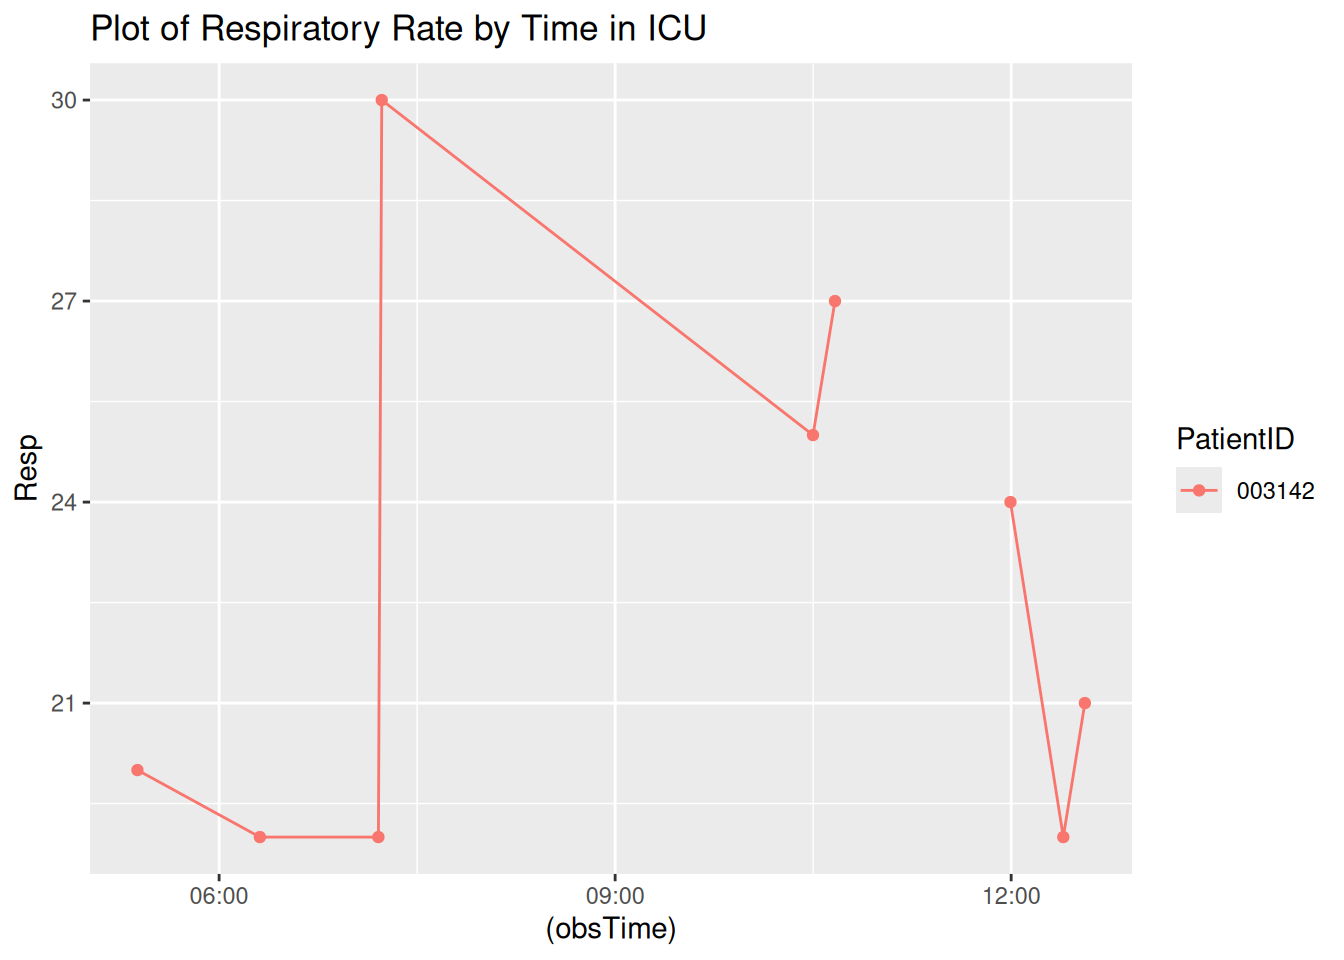 Plot of Respiratory Rate by Time in ICU
30
27
24
21
Resp
06:00 09:00 12:00
(obsTime)
PatientID
003142